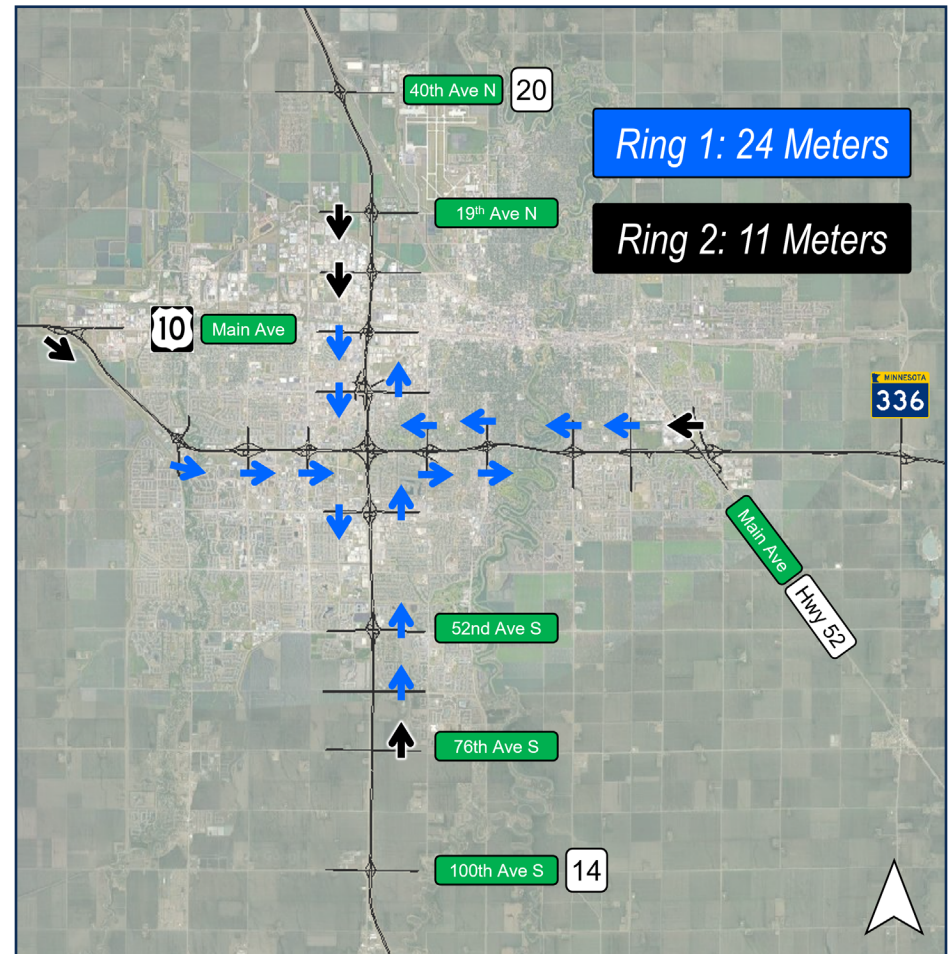 40th Ave N
20
Ring 1: 24 Meters
19th Ave N
Ring 2: 11 Meters
10
Main Ave
MINNESOTA
336
Main Ave
Hwy 52
52nd Ave S
76th Ave S
100th Ave S
14